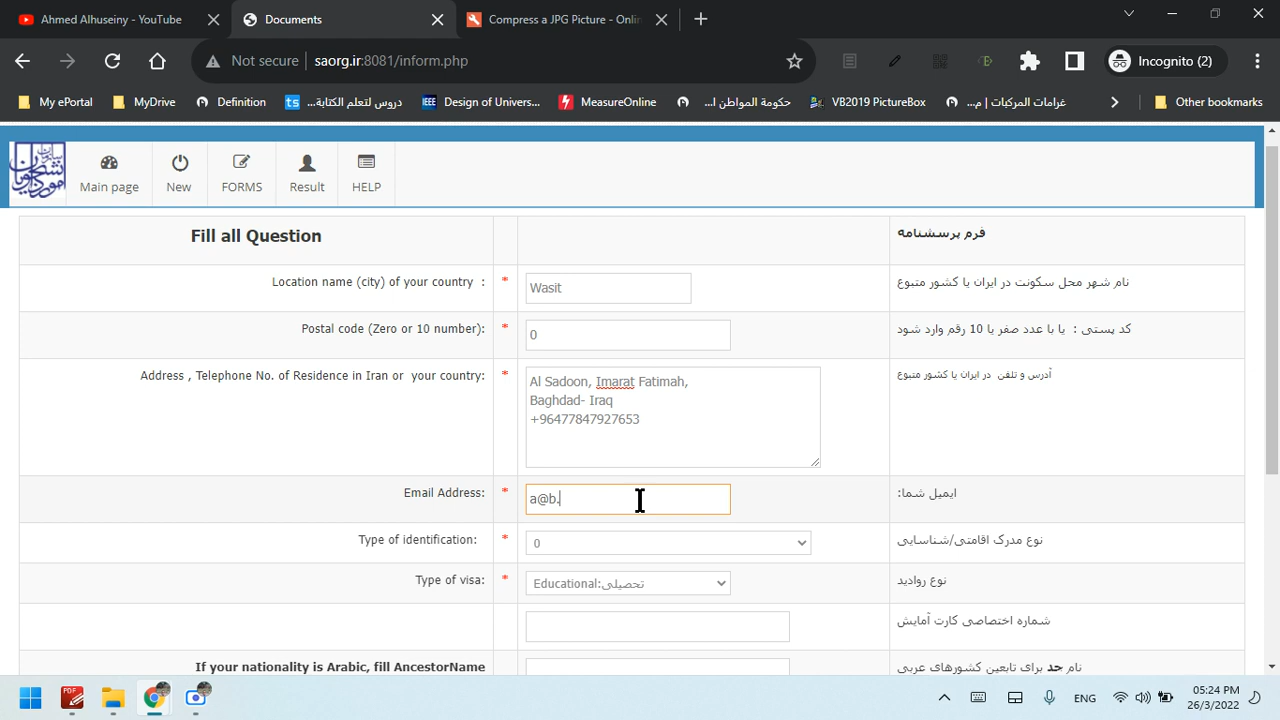 Ahmed Alhuseiny - YouTube
Documents
Compress a JPG Picture - Onlin
Not secure
saorg.ir:8081/inform.php
Incognito (2)
My ePortal
MyDrive
Definition
دروس لتعلم الكتابة...
Design of Univers...
MeasureOnline
حكومة المواطن ا...
VB2019 PictureBox
غرامات المركبات | م...
Other bookmarks
Main page
New
FORMS
Result
HELP
Fill all Question
فرم پرسشنامه
Location name (city) of your country :
*
Wasit
نام شهر محل سکونت در ایران یا کشور متبوع
Postal code (Zero or 10 number):
*
0
کد پستی : یا با عدد صفر یا 10 رقم وارد شود
Address , Telephone No. of Residence in Iran or your country:
*
Al Sadoon, Imarat Fatimah,
Baghdad- Iraq
+96477847927653
آدرس و تلفن در ایران یا کشور متبوع
Email Address:
*
a@b.
ایمیل شما:
Type of identification:
*
0
نوع مدرک اقامتی/شناسایی
Type of visa:
*
Educational:تحصیلی
نوع روادید
شماره اختصاصی کارت آمایش
If your nationality is Arabic, fill AncestorName
نام جد برای تابعین کشورهای عربی
PDF
ENG
05:24 PM
26/3/2022